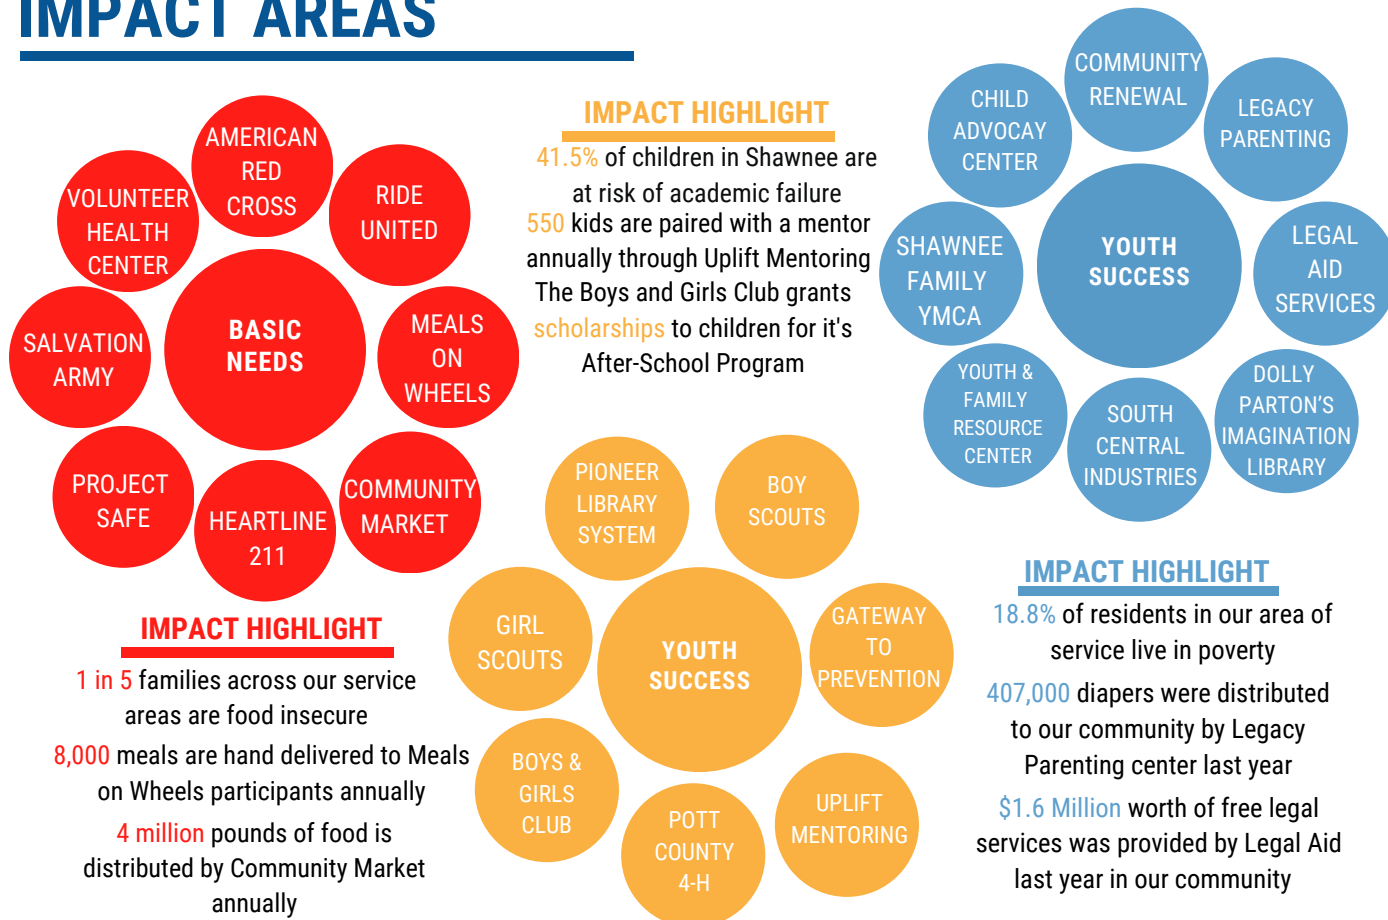 IMPACT AREAS
AMERICAN
RED
CROSS
RIDE
UNITED
MEALS
ON
WHEELS
COMMUNITY
MARKET
HEARTLINE
211
PROJECT
SAFE
SALVATION
ARMY
VOLUNTEER
HEALTH
CENTER
BASIC
NEEDS
IMPACT HIGHLIGHT
1 in 5 families across our service
areas are food insecure
8,000 meals are hand delivered to Meals
on Wheels participants annually
4 million pounds of food is
distributed by Community Market
annually
IMPACT HIGHLIGHT
41.5% of children in Shawnee are
at risk of academic failure
550 kids are paired with a mentor
annually through Uplift Mentoring
The Boys and Girls Club grants
scholarships to children for it's
After-School Program
PIONEER
LIBRARY
SYSTEM
BOY
SCOUTS
GATEWAY
TO
PREVENTION
UPLIFT
MENTORING
POTT
COUNTY
4-H
BOYS &
GIRLS
CLUB
GIRL
SCOUTS
YOUTH
SUCCESS
COMMUNITY
RENEWAL
LEGACY
PARENTING
LEGAL
AID
SERVICES
DOLLY
PARTON'S
IMAGINATION
LIBRARY
SOUTH
CENTRAL
INDUSTRIES
YOUTH &
FAMILY
RESOURCE
CENTER
SHAWNEE
FAMILY
YMCA
CHILD
ADVOCAY
CENTER
YOUTH
SUCCESS
IMPACT HIGHLIGHT
18.8% of residents in our area of
service live in poverty
407,000 diapers were distributed
to our community by Legacy
Parenting center last year
$1.6 Million worth of free legal
services was provided by Legal Aid
last year in our community